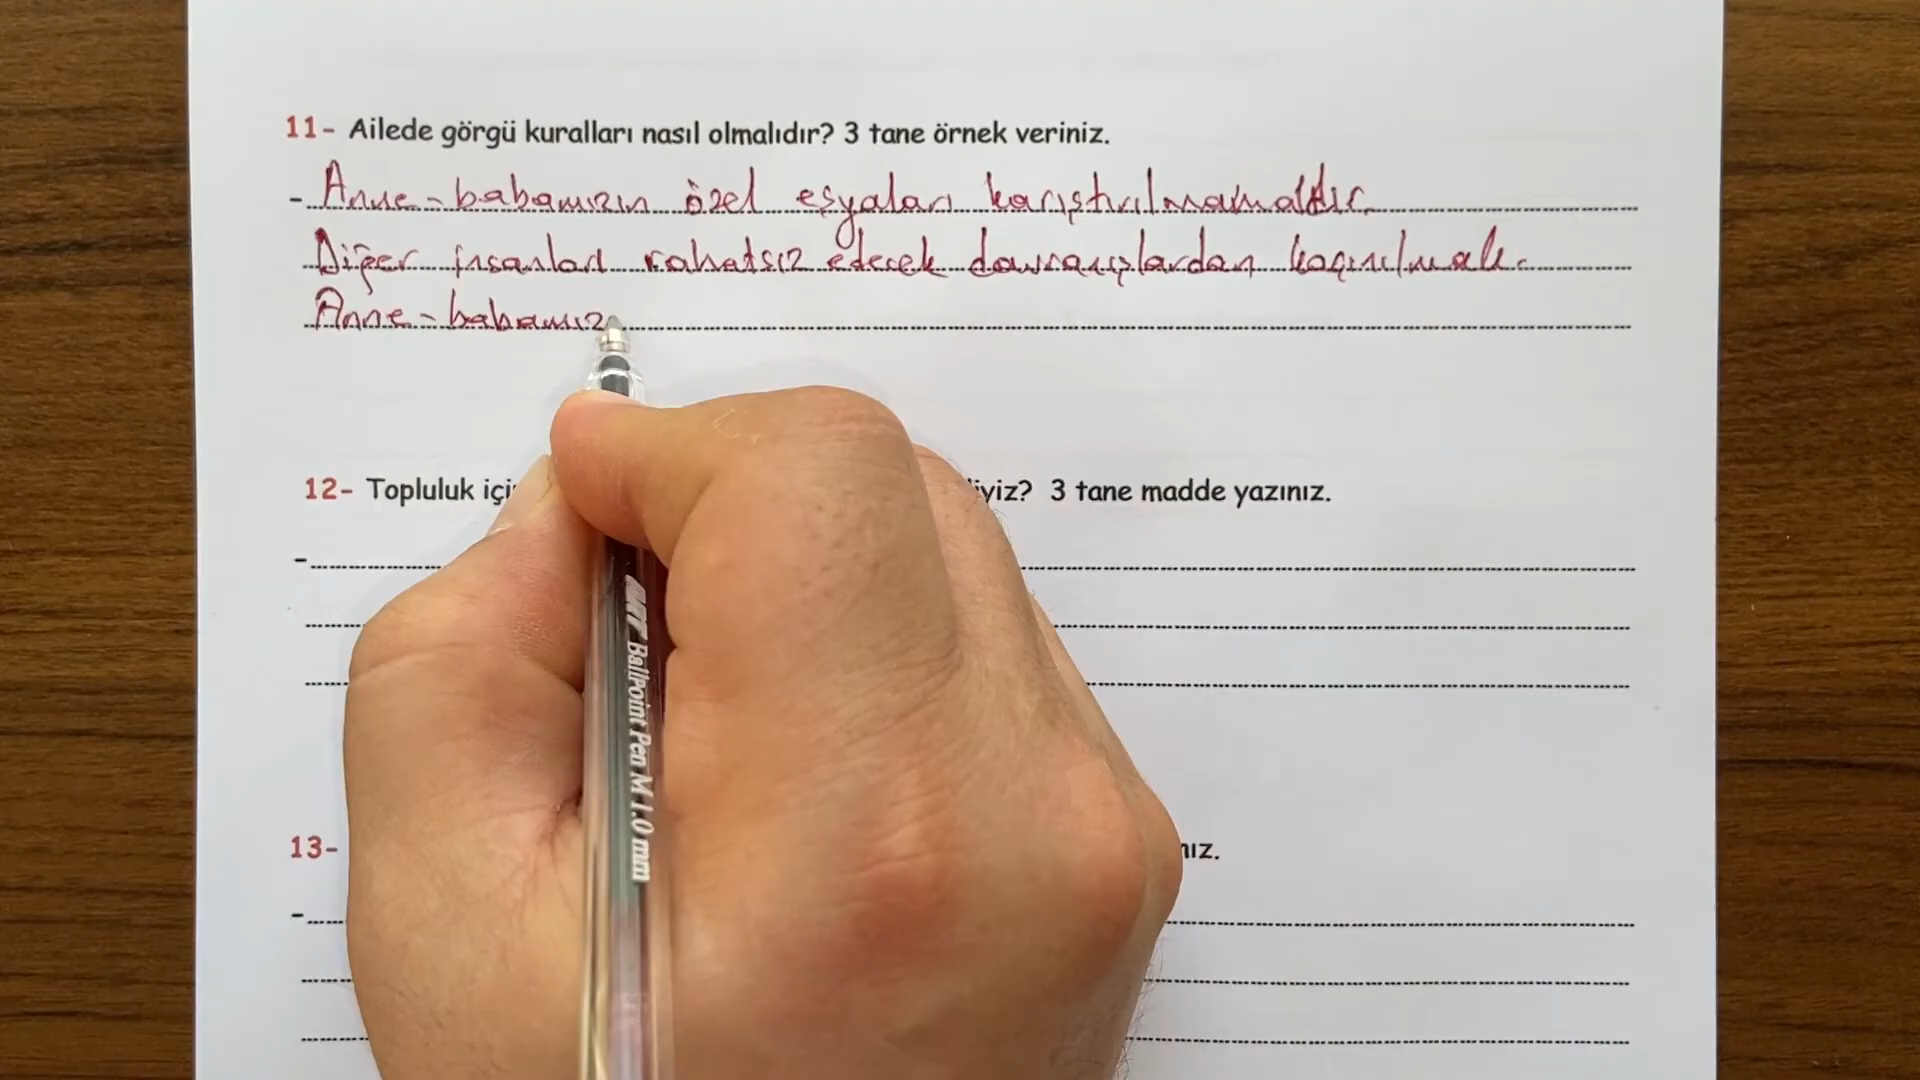 11- Ailede görgü kuralları nasıl olmalıdır? 3 tane örnek veriniz.
- Anne-babamızın özel eşyaları karıştırılmamalıdır.
Diğer insanları rahatsız edecek davranışlardan kaçınılmalı.
Anne-babamız
12- Topluluk için iyiz? 3 tane madde yazınız.
-
13- nız.
-
BallPoint Pen M 1.0 mm